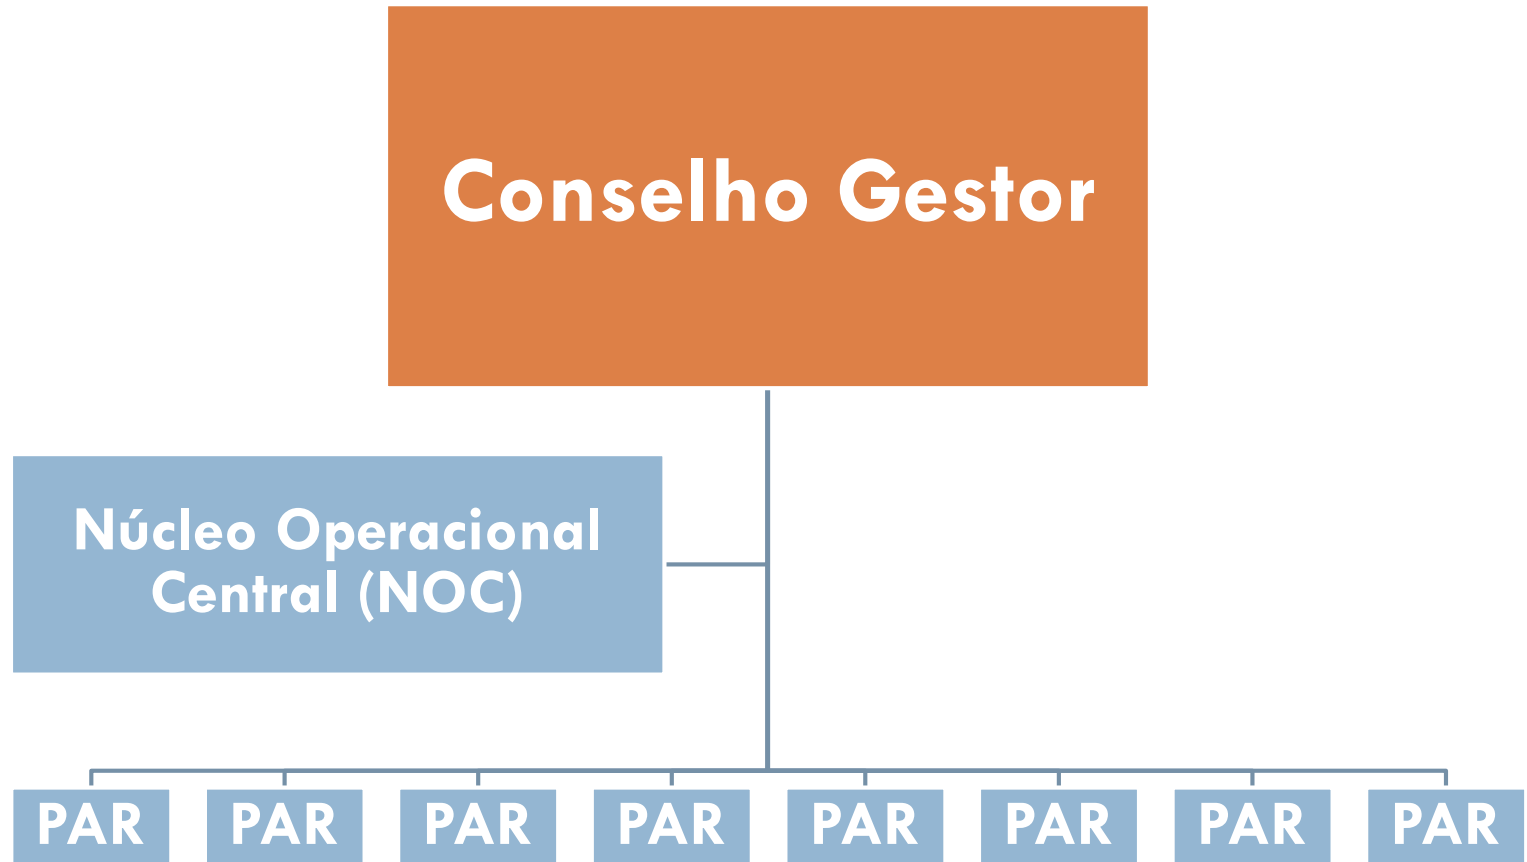 Conselho Gestor
Núcleo Operacional
Central (NOC)
PAR PAR PAR PAR PAR PAR PAR PAR